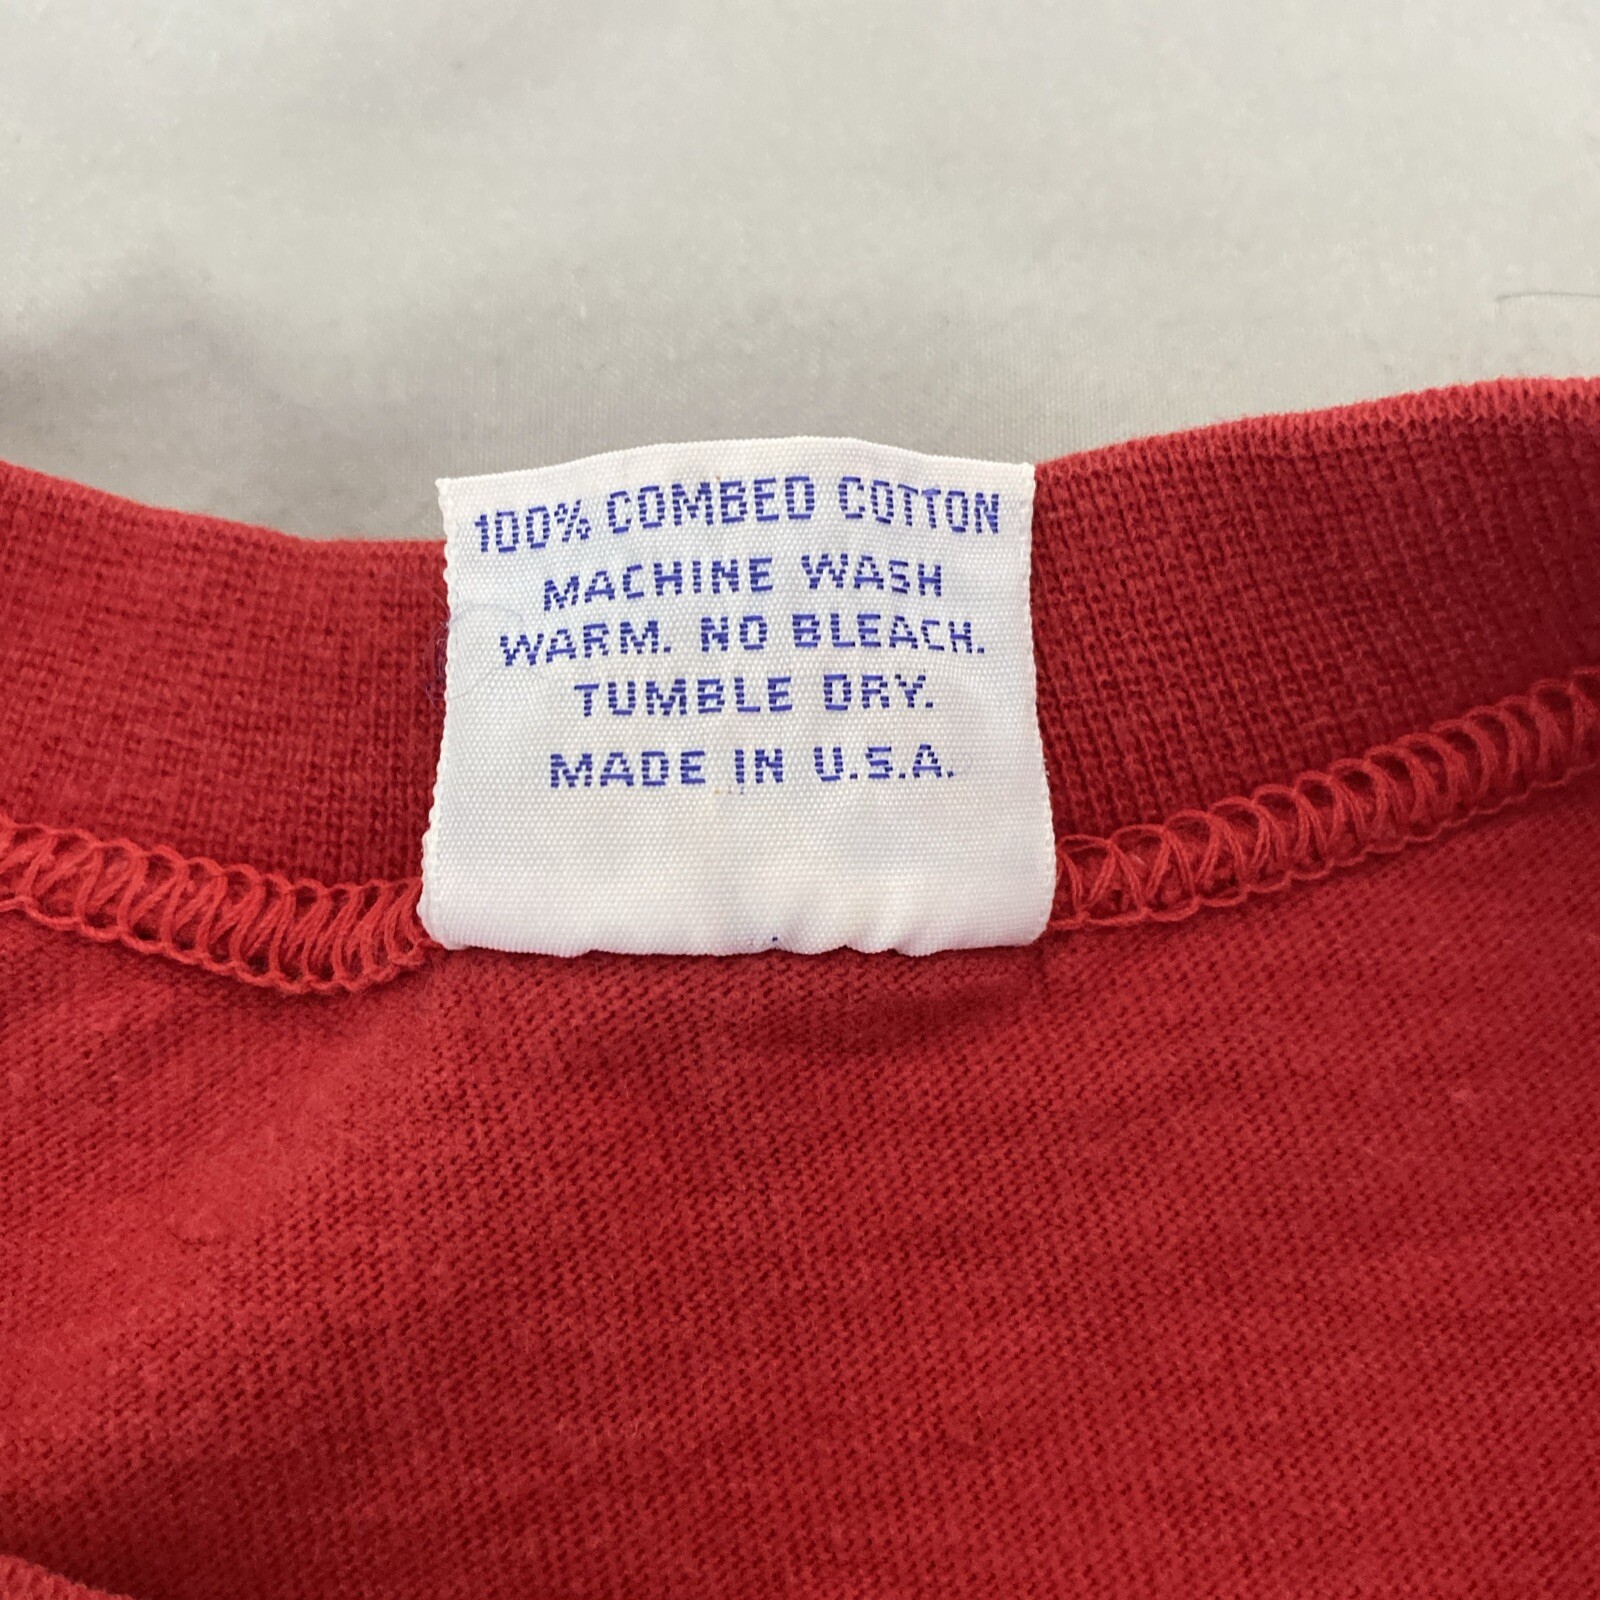 100% COMBED COTTON
MACHINE WASH
WARM. NO BLEACH.
TUMBLE DRY.
MADE IN U.S.A.